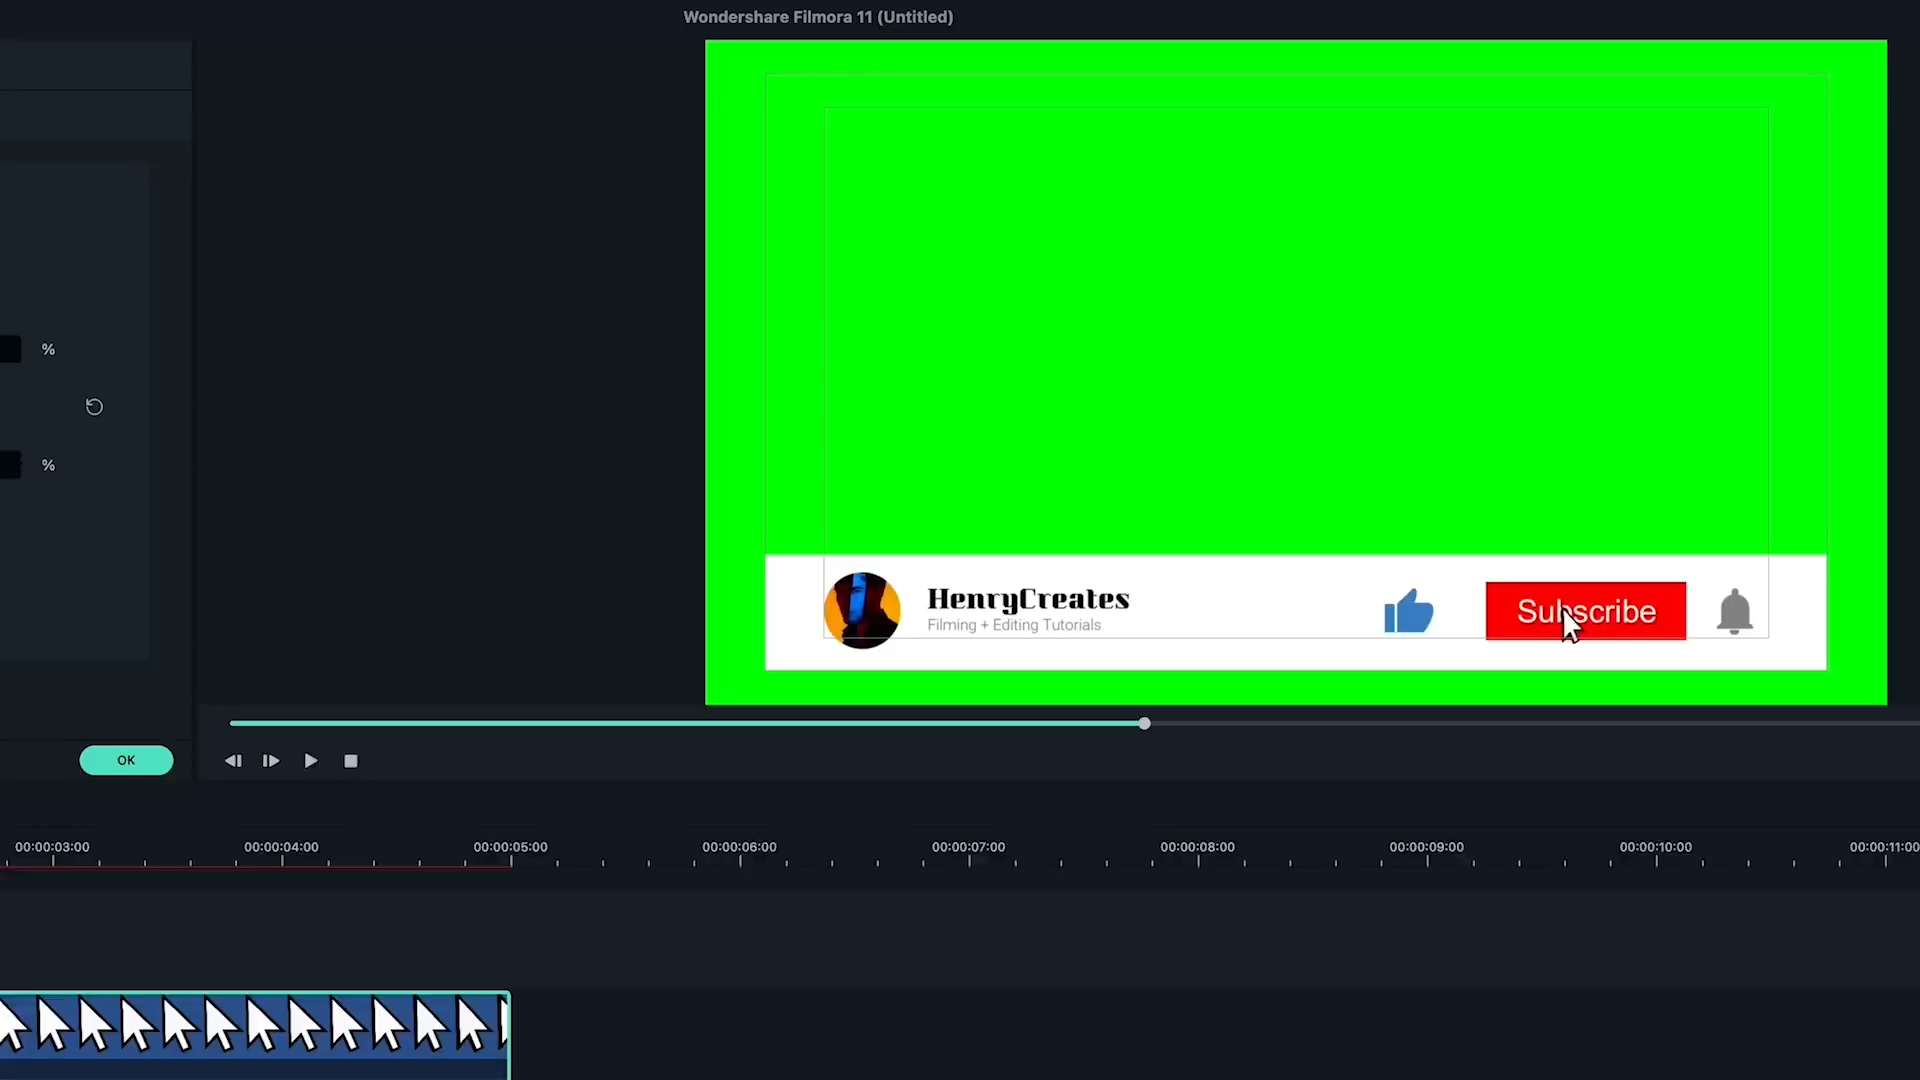 Wondershare Filmora 11 (Untitled)
%
%
HenryCreates
Filming + Editing Tutorials
Subscribe
OK
00:00:03:00
00:00:04:00
00:00:05:00
00:00:06:00
00:00:07:00
00:00:08:00
00:00:09:00
00:00:10:00
00:00:11:00